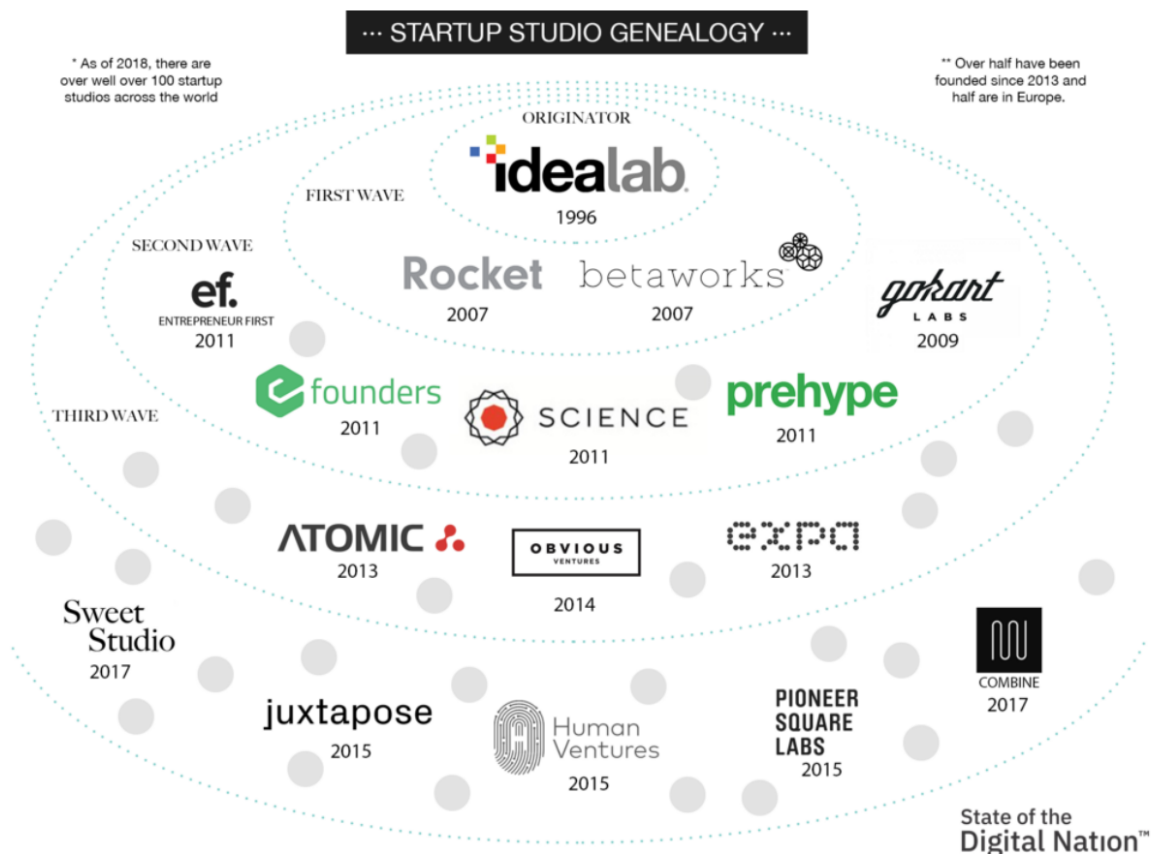 ··· STARTUP STUDIO GENEALOGY ···
* As of 2018, there are
over well over 100 startup
studios across the world
** Over half have been
founded since 2013 and
half are in Europe.
ORIGINATOR
idealab
1996
FIRST WAVE
Rocket
2007
betaworks
2007
SECOND WAVE
ef.
ENTREPRENEUR FIRST
2011
gokart
LABS
2009
e founders
2011
SCIENCE
2011
prehype
2011
THIRD WAVE
ATOMIC
2013
OBVIOUS
VENTURES
2014
expa
2013
Sweet
Studio
2017
juxtapose
2015
Human
Ventures
2015
PIONEER
SQUARE
LABS
2015
COMBINE
2017
State of the
Digital Nation™